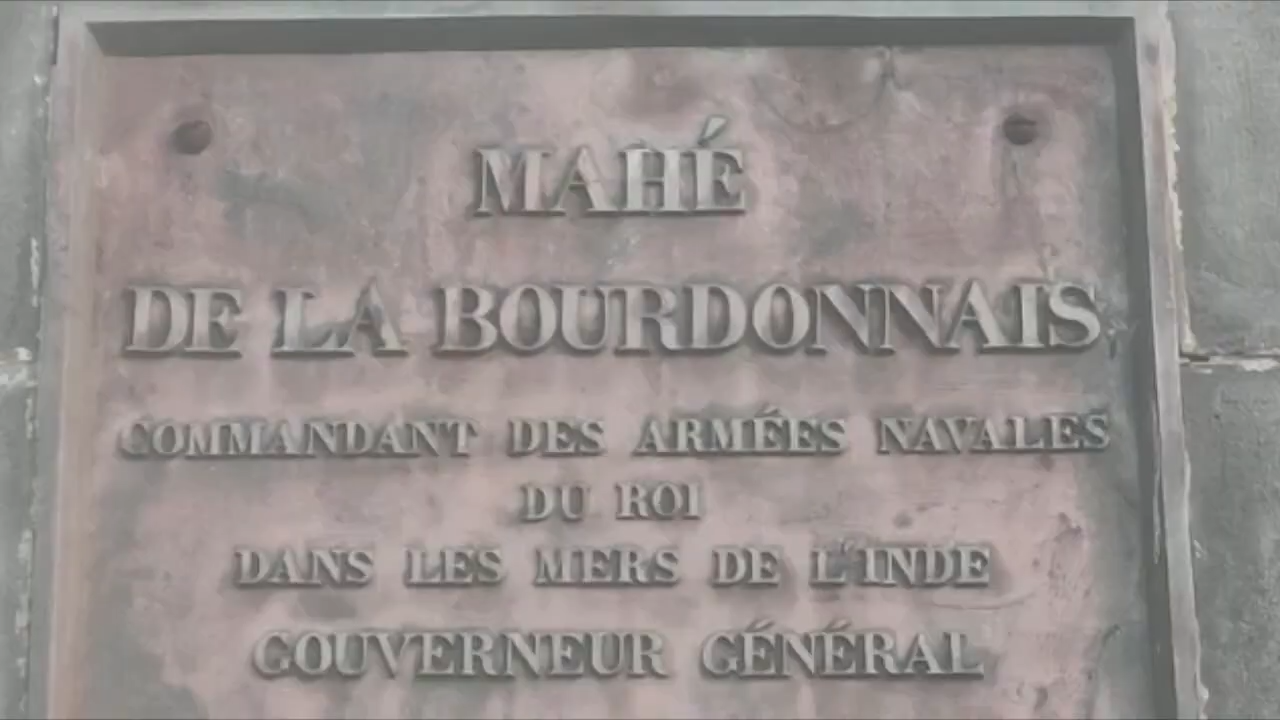 MAHÉ
DE LA BOURDONNAIS
COMMANDANT DES ARMÉES NAVALES
DU ROI
DANS LES MERS DE L'INDE
GOUVERNEUR GÉNÉRAL